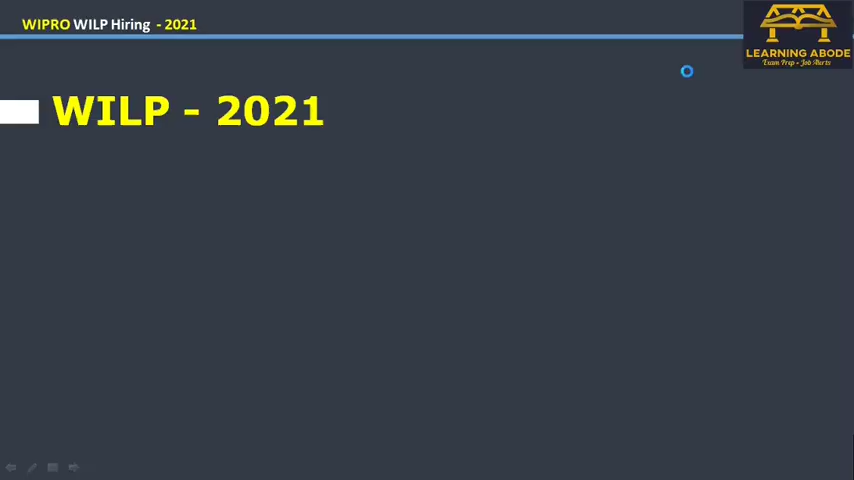 WIPRO WILP Hiring - 2021
LEARNING ABODE
Exam Prep - Job Alerts
WILP - 2021